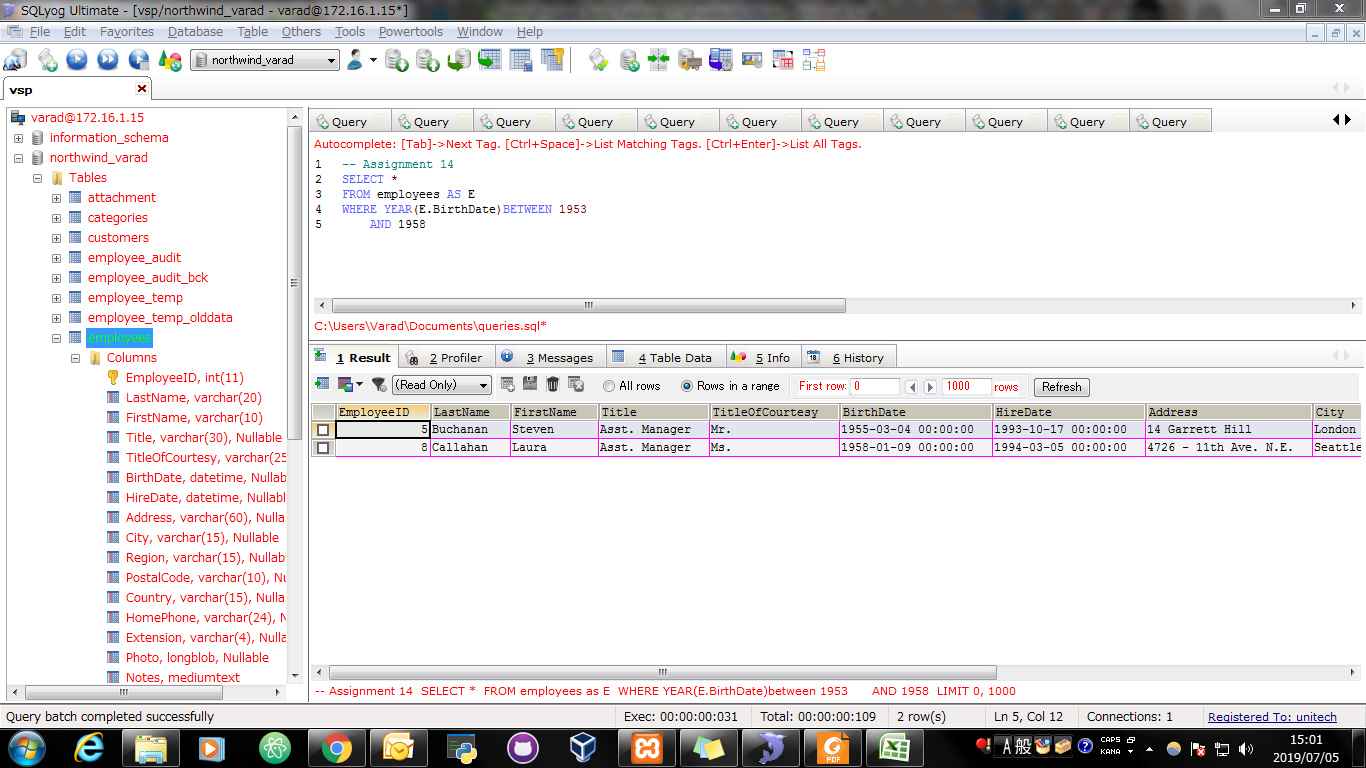 SQLyog Ultimate - [vsp/northwind_varad - varad@172.16.1.15*]
File Edit Favorites Database Table Others Tools Powertools Window Help
northwind_varad
vsp
varad@172.16.1.15
information_schema
northwind_varad
Tables
attachment
categories
customers
employee_audit
employee_audit_bck
employee_temp
employee_temp_olddata
employees
Columns
EmployeeID, int(11)
LastName, varchar(20)
FirstName, varchar(10)
Title, varchar(30), Nullable
TitleOfCourtesy, varchar(25
BirthDate, datetime, Nullabl
HireDate, datetime, Nullabl
Address, varchar(60), Nulla
City, varchar(15), Nullable
Region, varchar(15), Nullab
PostalCode, varchar(10), Nu
Country, varchar(15), Nulla
HomePhone, varchar(24), N
Extension, varchar(4), Nulla
Photo, longblob, Nullable
Notes, mediumtext
Query Query Query Query Query Query Query Query Query Query Query
Autocomplete: [Tab]->Next Tag. [Ctrl+Space]->List Matching Tags. [Ctrl+Enter]->List All Tags.
1 -- Assignment 14
2 SELECT *
3 FROM employees AS E
4 WHERE YEAR(E.BirthDate)BETWEEN 1953
5 AND 1958
C:\Users\Varad\Documents\queries.sql*
1 Result 2 Profiler 3 Messages 4 Table Data 5 Info 6 History
(Read Only) All rows Rows in a range First row: 0 1000 rows Refresh
EmployeeID LastName FirstName Title TitleOfCourtesy BirthDate HireDate Address City
5 Buchanan Steven Asst. Manager Mr. 1955-03-04 00:00:00 1993-10-17 00:00:00 14 Garrett Hill London
8 Callahan Laura Asst. Manager Ms. 1958-01-09 00:00:00 1994-03-05 00:00:00 4726 - 11th Ave. N.E. Seattle
-- Assignment 14 SELECT * FROM employees as E WHERE YEAR(E.BirthDate)between 1953 AND 1958 LIMIT 0, 1000
Query batch completed successfully Exec: 00:00:00:031 Total: 00:00:00:109 2 row(s) Ln 5, Col 12 Connections: 1 Registered To: unitech
A 般 CAPS KANA
PDF
15:01
2019/07/05